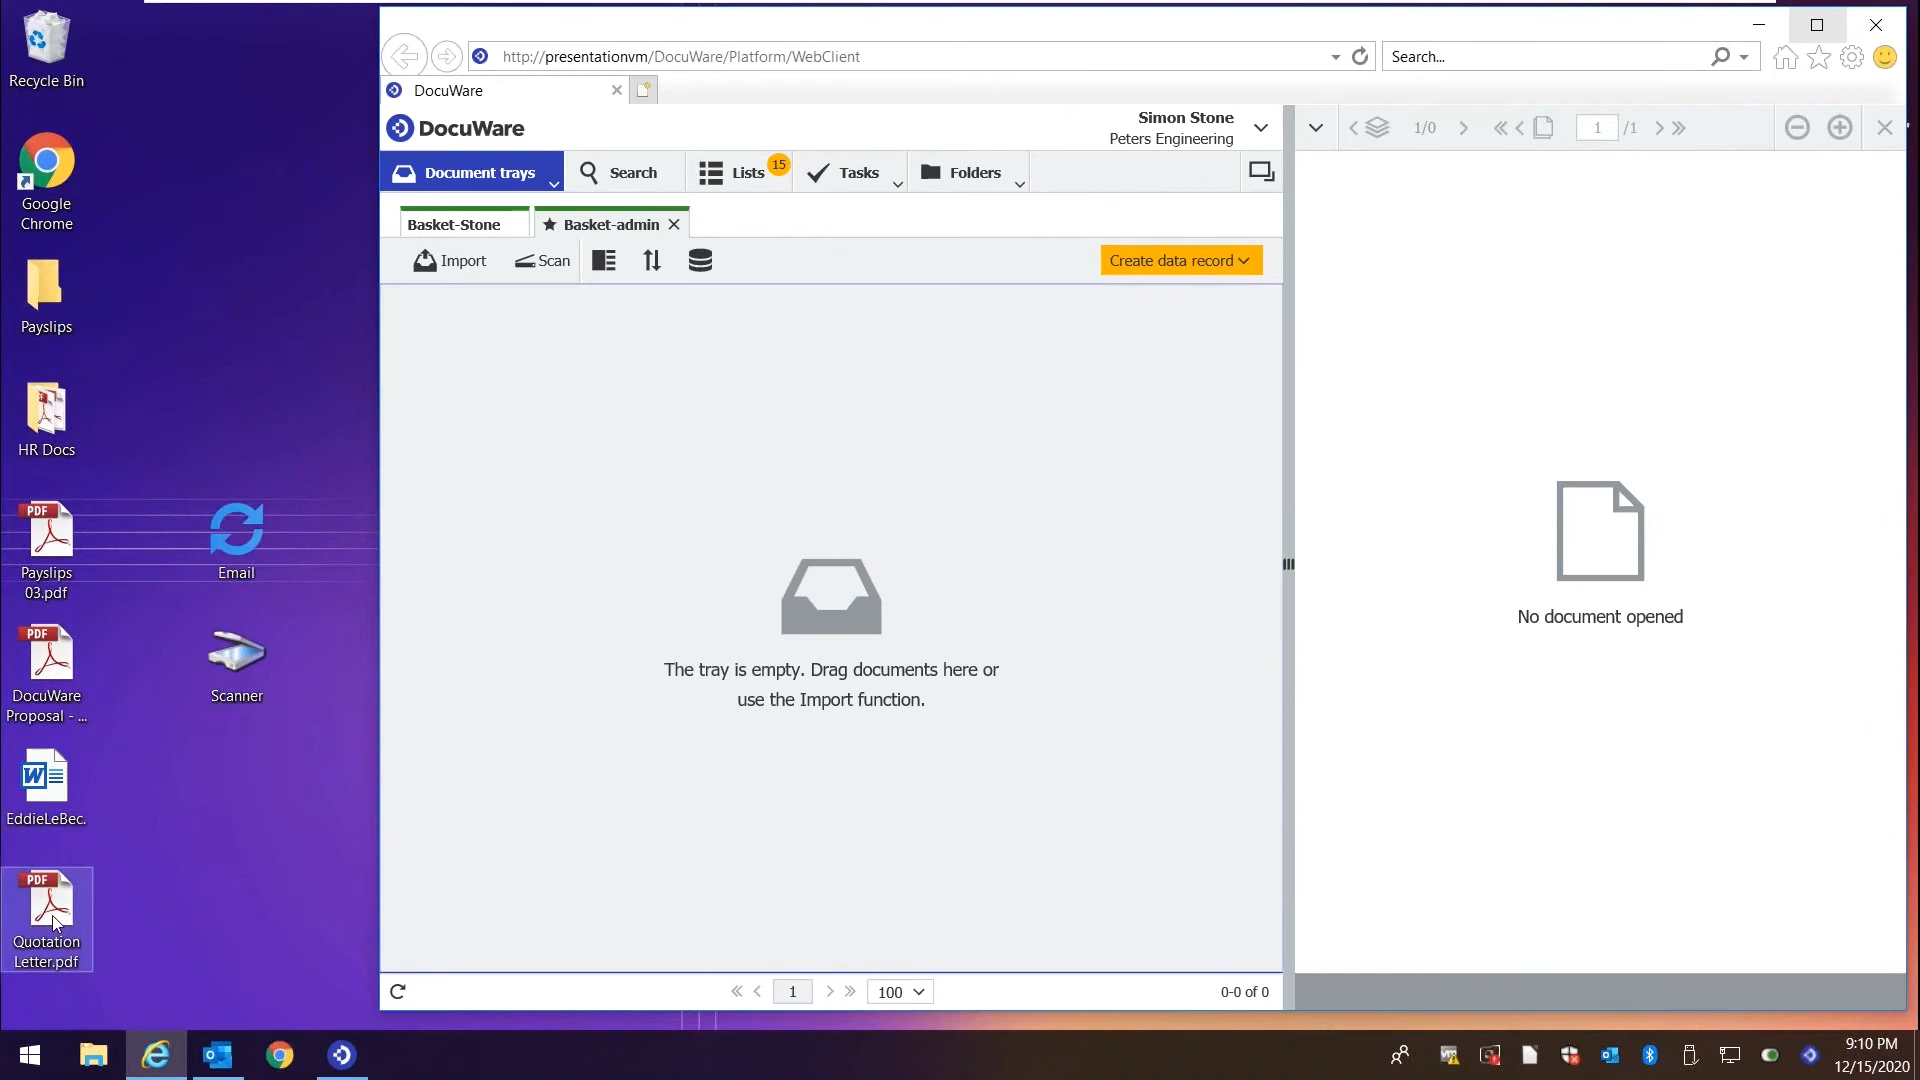 Recycle Bin
Google
Chrome
Payslips
HR Docs
PDF
Payslips
03.pdf
PDF
DocuWare
Proposal - ...
W
EddieLeBec.
PDF
Quotation
Letter.pdf
Email
Scanner
http://presentationvm/DocuWare/Platform/WebClient
Search...
DocuWare
DocuWare
Simon Stone
Peters Engineering
Document trays
Search
Lists
15
Tasks
Folders
Basket-Stone
Basket-admin
Import
Scan
Create data record
The tray is empty. Drag documents here or
use the Import function.
1
100
0-0 of 0
1/0
1
/1
No document opened
9:10 PM
12/15/2020